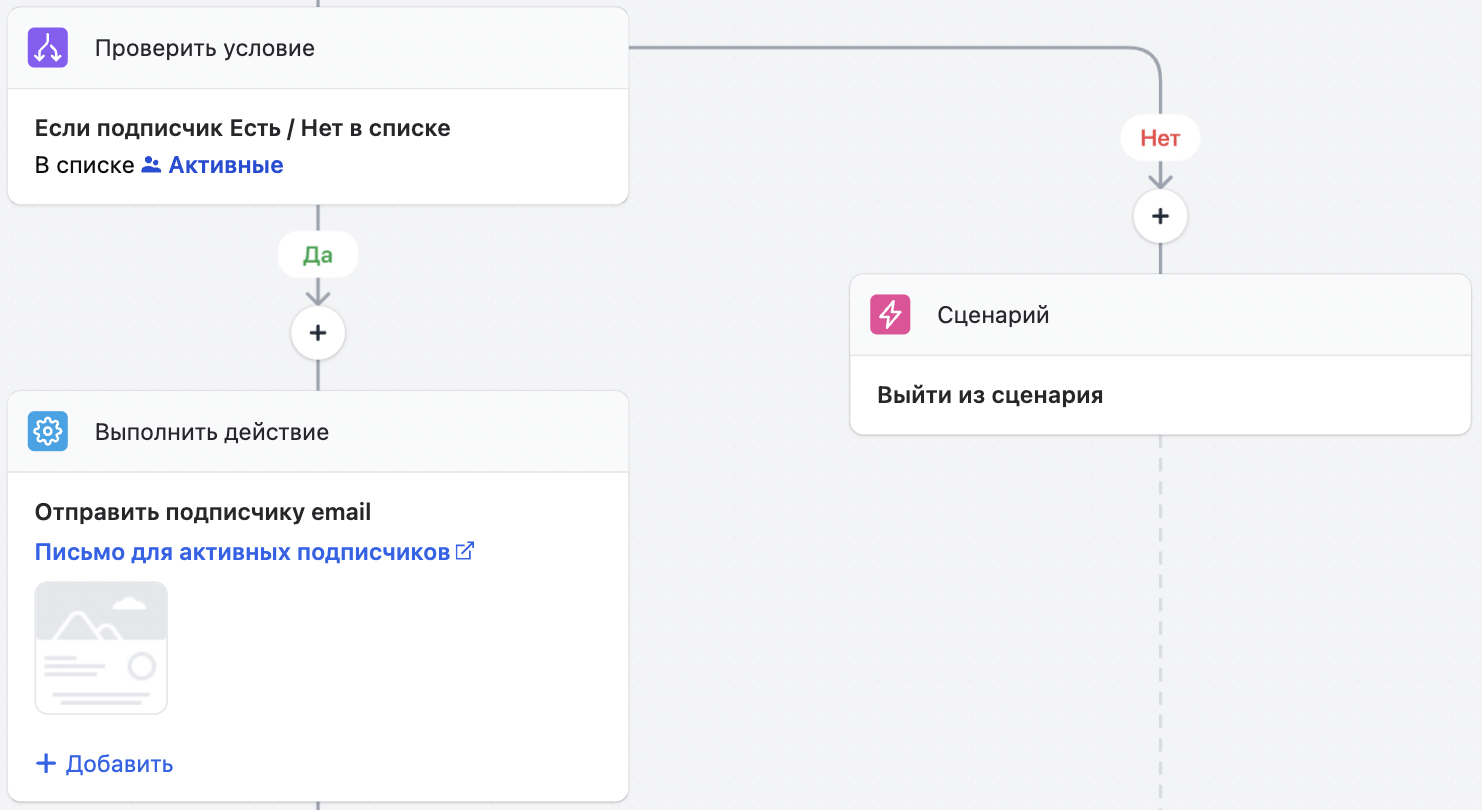 Проверить условие
Если подписчик Есть / Нет в списке
В списке Активные
Да
Нет
Сценарий
Выйти из сценария
Выполнить действие
Отправить подписчику email
Письмо для активных подписчиков
+ Добавить